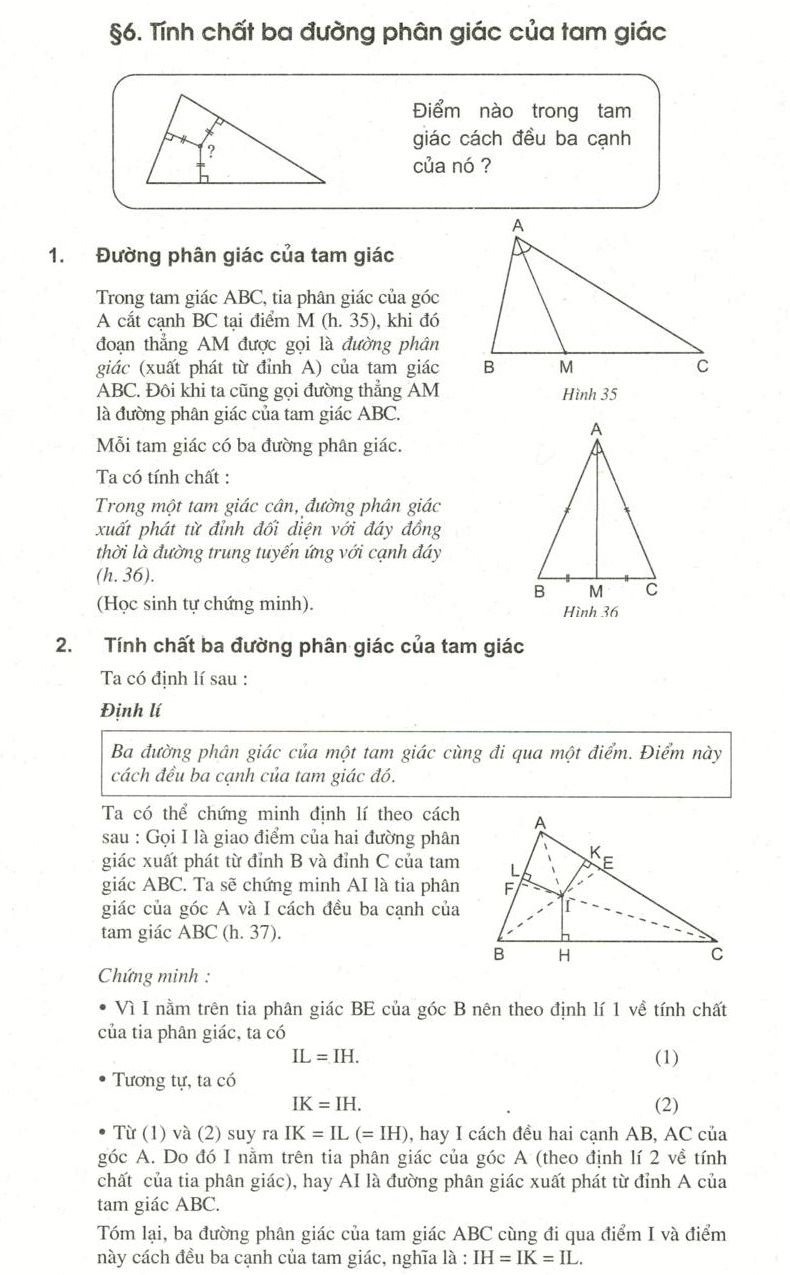 §6. Tính chất ba đường phân giác của tam giác
?
Điểm nào trong tam
giác cách đều ba cạnh
của nó ?
1. Đường phân giác của tam giác
Trong tam giác ABC, tia phân giác của góc
A cắt cạnh BC tại điểm M (h. 35), khi đó
đoạn thẳng AM được gọi là đường phân
giác (xuất phát từ đỉnh A) của tam giác
ABC. Đôi khi ta cũng gọi đường thẳng AM
là đường phân giác của tam giác ABC.
A
B M C
Hình 35
Mỗi tam giác có ba đường phân giác.
Ta có tính chất :
Trong một tam giác cân, đường phân giác
xuất phát từ đỉnh đối diện với đáy đồng
thời là đường trung tuyến ứng với cạnh đáy
(h. 36).
(Học sinh tự chứng minh).
A
B M C
Hình 36
2. Tính chất ba đường phân giác của tam giác
Ta có định lí sau :
Định lí
Ba đường phân giác của một tam giác cùng đi qua một điểm. Điểm này
cách đều ba cạnh của tam giác đó.
Ta có thể chứng minh định lí theo cách
sau : Gọi I là giao điểm của hai đường phân
giác xuất phát từ đỉnh B và đỉnh C của tam
giác ABC. Ta sẽ chứng minh AI là tia phân
giác của góc A và I cách đều ba cạnh của
tam giác ABC (h. 37).
A
K
E
L
F
I
B H C
Chứng minh :
• Vì I nằm trên tia phân giác BE của góc B nên theo định lí 1 về tính chất
của tia phân giác, ta có
IL = IH. (1)
• Tương tự, ta có
IK = IH. (2)
• Từ (1) và (2) suy ra IK = IL (= IH), hay I cách đều hai cạnh AB, AC của
góc A. Do đó I nằm trên tia phân giác của góc A (theo định lí 2 về tính
chất của tia phân giác), hay AI là đường phân giác xuất phát từ đỉnh A của
tam giác ABC.
Tóm lại, ba đường phân giác của tam giác ABC cùng đi qua điểm I và điểm
này cách đều ba cạnh của tam giác, nghĩa là : IH = IK = IL.